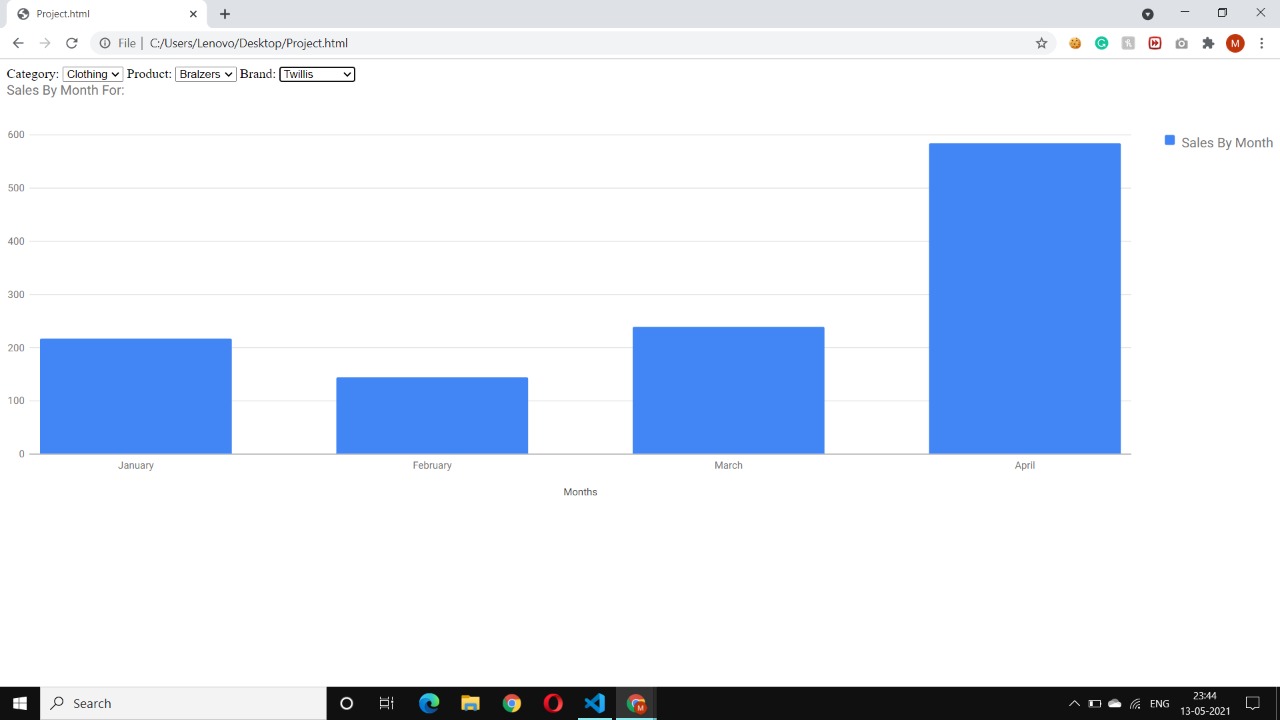 Project.html
File | C:/Users/Lenovo/Desktop/Project.html
M
Category: Clothing Product: Bralzers Brand: Twillis
Sales By Month For:
600
500
400
300
200
100
0
Sales By Month
January February March April
Months
Search
M
ENG
23:44
13-05-2021